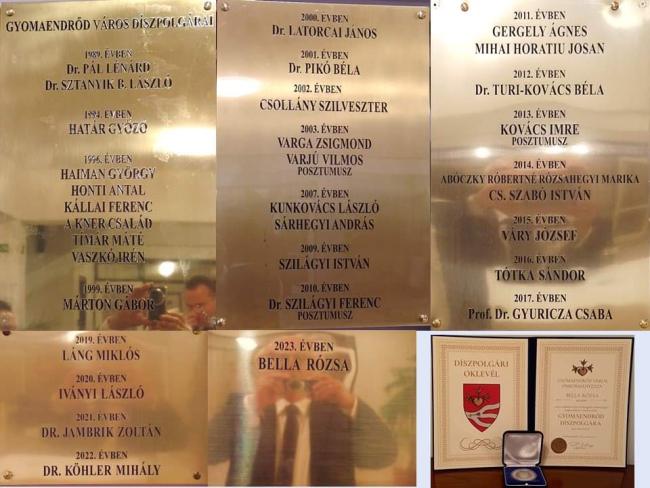 GYOMAENDRŐD VÁROS DÍSZPOLGÁRAI
1989. ÉVBEN
Dr. PÁL LÉNÁRD
Dr. SZTANYIK B. LÁSZLÓ
1994. ÉVBEN
HATÁR GYŐZŐ
1996. ÉVBEN
HAIMAN GYÖRGY
HONTI ANTAL
KÁLLAI FERENC
A KNER CSALÁD
TIMÁR MÁTÉ
VASZKÓ IRÉN
1999. ÉVBEN
MÁRTON GÁBOR
2000. ÉVBEN
Dr. LATORCAI JÁNOS
2001. ÉVBEN
Dr. PIKÓ BÉLA
2002. ÉVBEN
CSOLLÁNY SZILVESZTER
2003. ÉVBEN
VARGA ZSIGMOND
VARJÚ VILMOS
POSZTUMUSZ
2007. ÉVBEN
KUNKOVÁCS LÁSZLÓ
SÁRHEGYI ANDRÁS
2009. ÉVBEN
SZILÁGYI ISTVÁN
2010. ÉVBEN
Dr. SZILÁGYI FERENC
POSZTUMUSZ
2011. ÉVBEN
GERGELY ÁGNES
MIHAI HORATIU JOSAN
2012. ÉVBEN
Dr. TURI-KOVÁCS BÉLA
2013. ÉVBEN
KOVÁCS IMRE
POSZTUMUSZ
2014. ÉVBEN
ABÓCZKY RÓBERTNÉ RÓZSAHEGYI MARIKA
CS. SZABÓ ISTVÁN
2015. ÉVBEN
VÁRY JÓZSEF
2016. ÉVBEN
TÓTKA SÁNDOR
2017. ÉVBEN
Prof. Dr. GYURICZA CSABA
2019. ÉVBEN
LÁNG MIKLÓS
2020. ÉVBEN
IVÁNYI LÁSZLÓ
2021. ÉVBEN
DR. JAMBRIK ZOLTÁN
2022. ÉVBEN
DR. KÖHLER MIHÁLY
2023. ÉVBEN
BELLA RÓZSA
DÍSZPOLGÁRI
OKLEVÉL
GYOMAENDRŐD VÁROS
BELLA RÓZSA
GYOMAENDRŐD
DÍSZPOLGÁRA